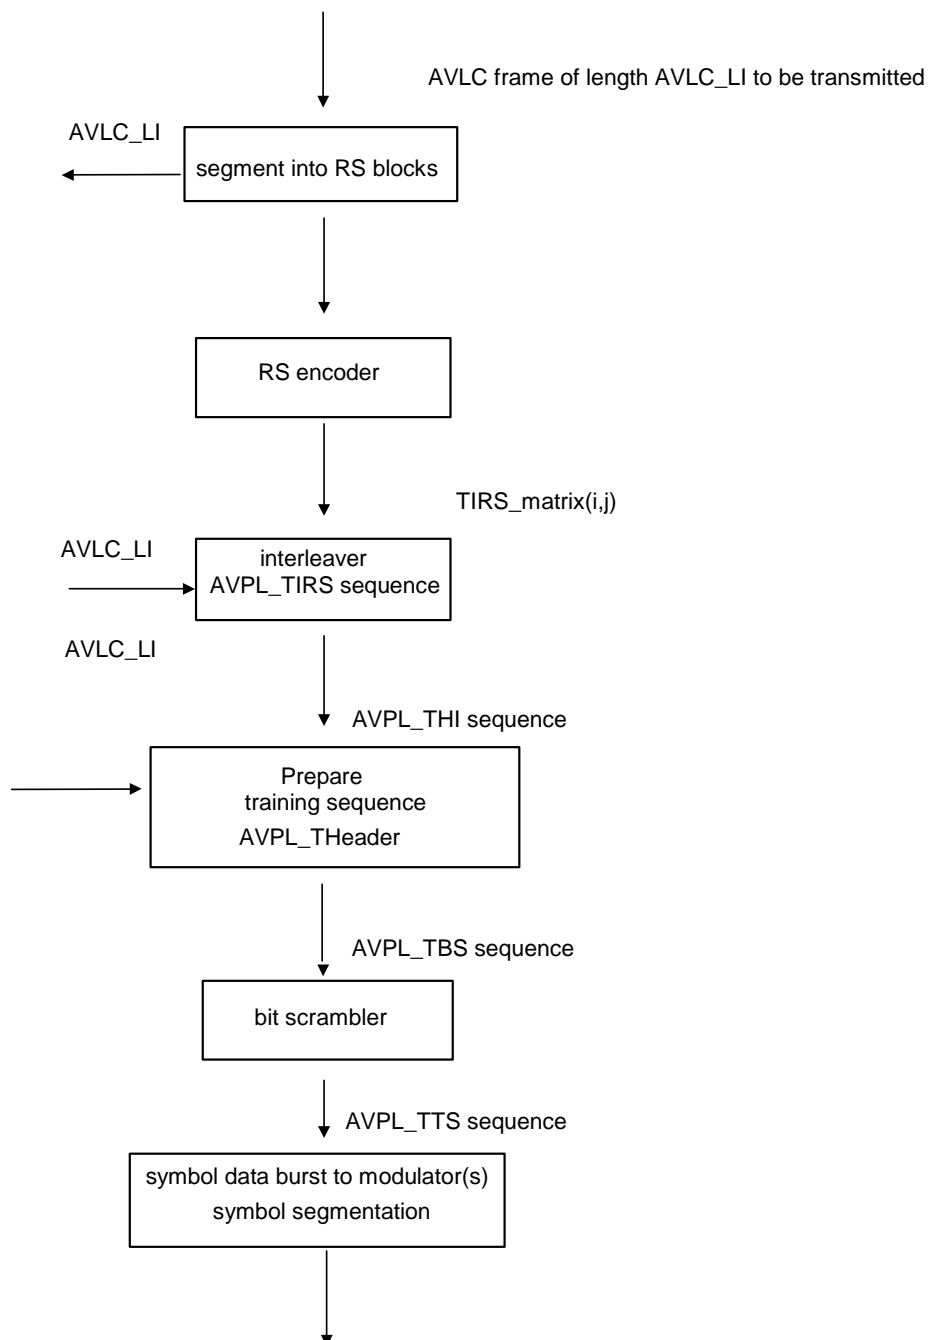 AVLC frame of length AVLC_LI to be transmitted
AVLC_LI
segment into RS blocks
RS encoder
TIRS_matrix(i,j)
AVLC_LI
interleaver
AVPL_TIRS sequence
AVLC_LI
AVPL_THI sequence
Prepare
training sequence
AVPL_THeader
AVPL_TBS sequence
bit scrambler
AVPL_TTS sequence
symbol data burst to modulator(s)
symbol segmentation